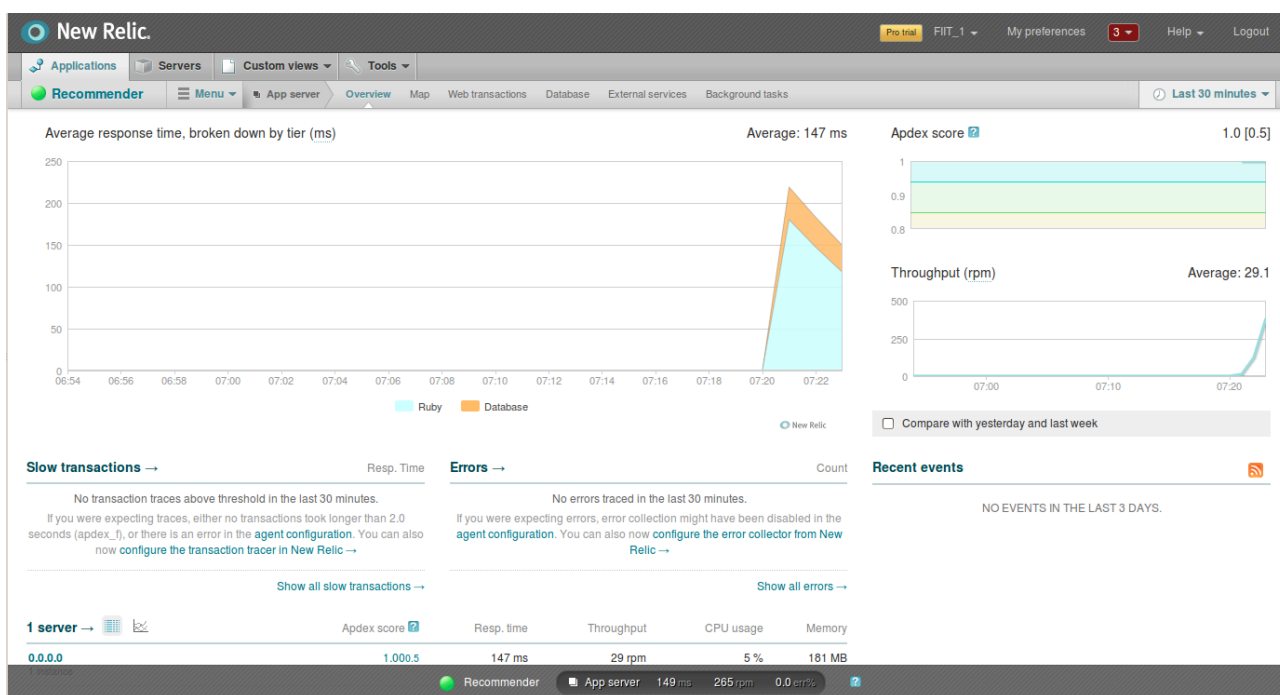 New Relic.
Pro trial FIIT_1 My preferences 3 Help Logout
Applications Servers Custom views Tools
Recommender Menu App server Overview Map Web transactions Database External services Background tasks Last 30 minutes
Average response time, broken down by tier (ms) Average: 147 ms
250
200
150
100
50
0
06:54 06:56 06:58 07:00 07:02 07:04 07:06 07:08 07:10 07:12 07:14 07:16 07:18 07:20 07:22
Ruby Database
New Relic
Apdex score ? 1.0 [0.5]
1
0.9
0.8
Throughput (rpm) Average: 29.1
500
250
0
07:00 07:10 07:20
Compare with yesterday and last week
Slow transactions → Resp. Time
No transaction traces above threshold in the last 30 minutes.
If you were expecting traces, either no transactions took longer than 2.0
seconds (apdex_f), or there is an error in the agent configuration. You can also
now configure the transaction tracer in New Relic →
Show all slow transactions →
Errors → Count
No errors traced in the last 30 minutes.
If you were expecting errors, error collection might have been disabled in the
agent configuration. You can also now configure the error collector from New
Relic →
Show all errors →
Recent events
NO EVENTS IN THE LAST 3 DAYS.
1 server → Apdex score ? Resp. time Throughput CPU usage Memory
0.0.0.0 1.000.5 147 ms 29 rpm 5 % 181 MB
1 instance
Recommender App server 149 ms 265 rpm 0.0 err% ?